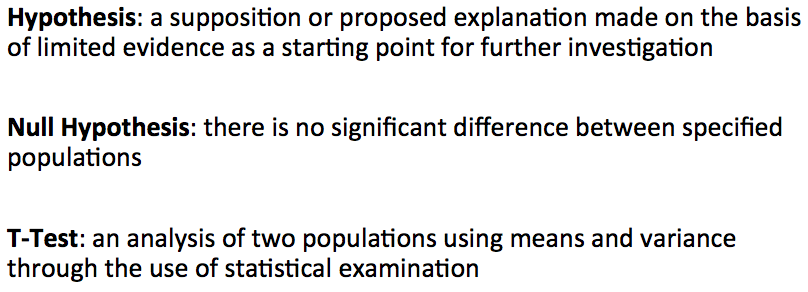 Hypothesis: a supposition or proposed explanation made on the basis
of limited evidence as a starting point for further investigation
Null Hypothesis: there is no significant difference between specified
populations
T-Test: an analysis of two populations using means and variance
through the use of statistical examination